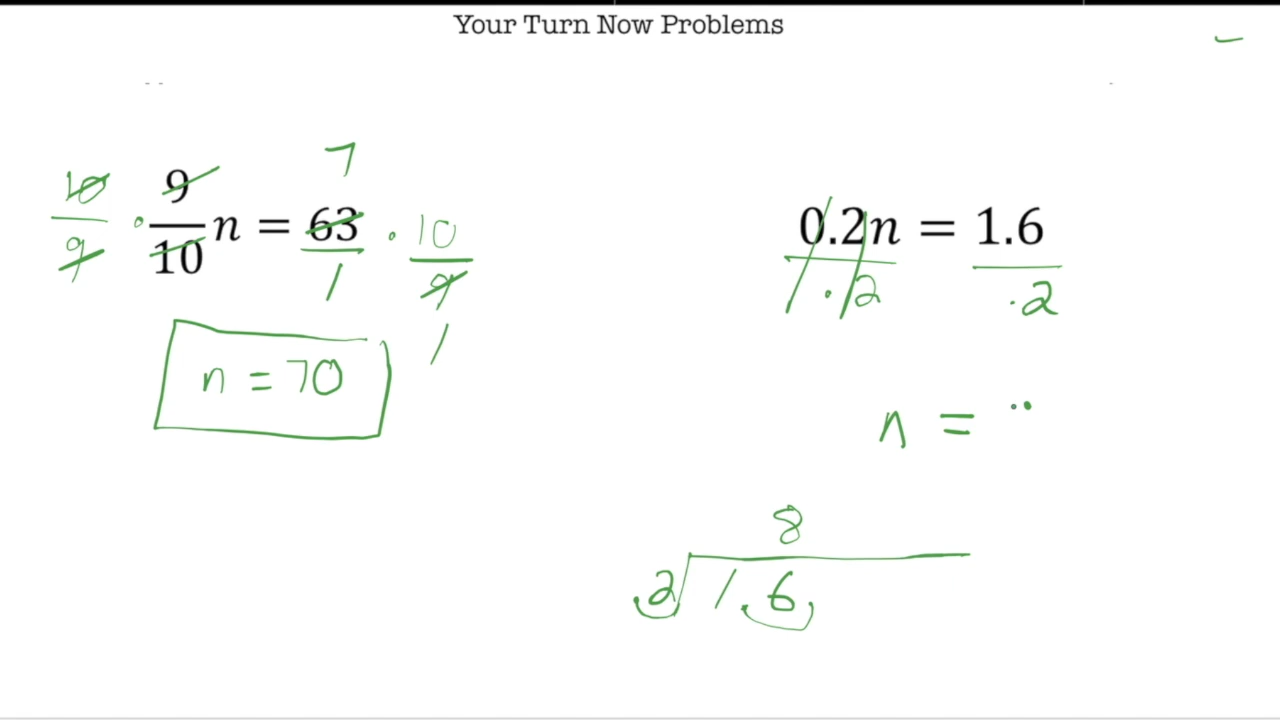 Your Turn Now Problems
10/9 · 9/10 n = 63/1 · 10/9
7
1
n = 70
0.2n = 1.6
.2 .2
n =
8
.2 1.6.